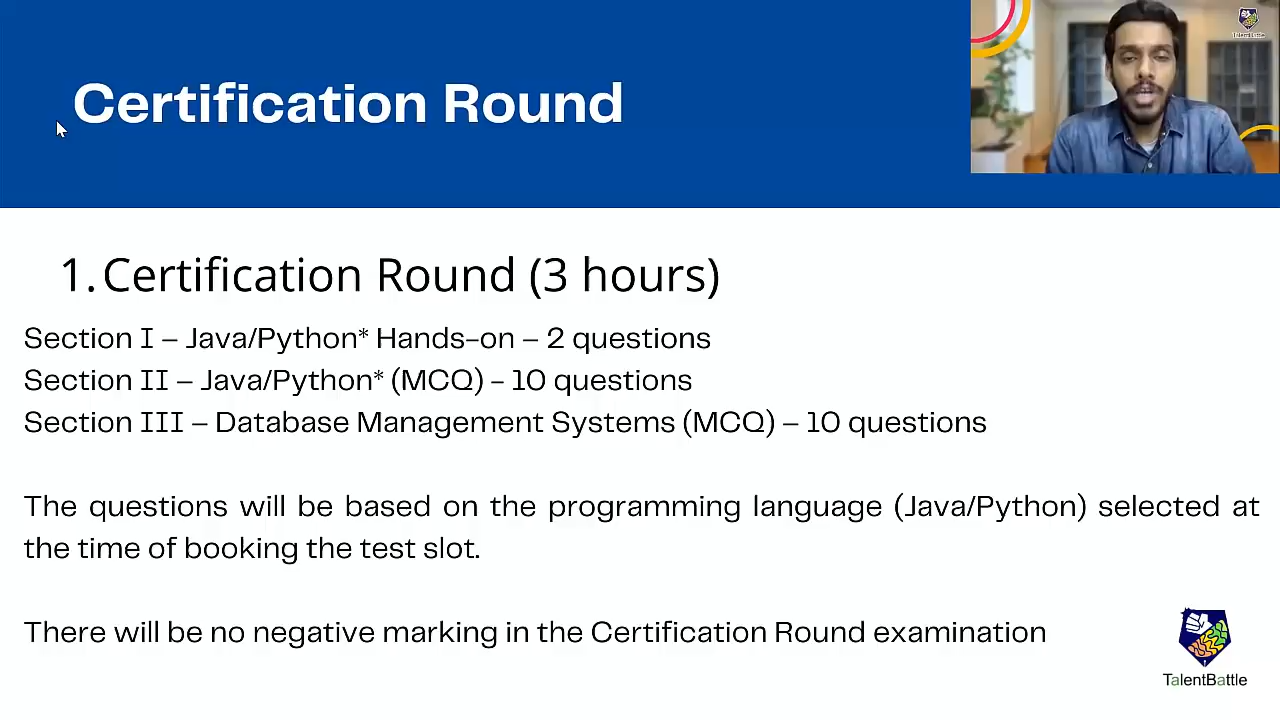 Certification Round
TalentBattle
1. Certification Round (3 hours)
Section I – Java/Python* Hands-on – 2 questions
Section II – Java/Python* (MCQ) - 10 questions
Section III – Database Management Systems (MCQ) – 10 questions
The questions will be based on the programming language (Java/Python) selected at
the time of booking the test slot.
There will be no negative marking in the Certification Round examination
TalentBattle